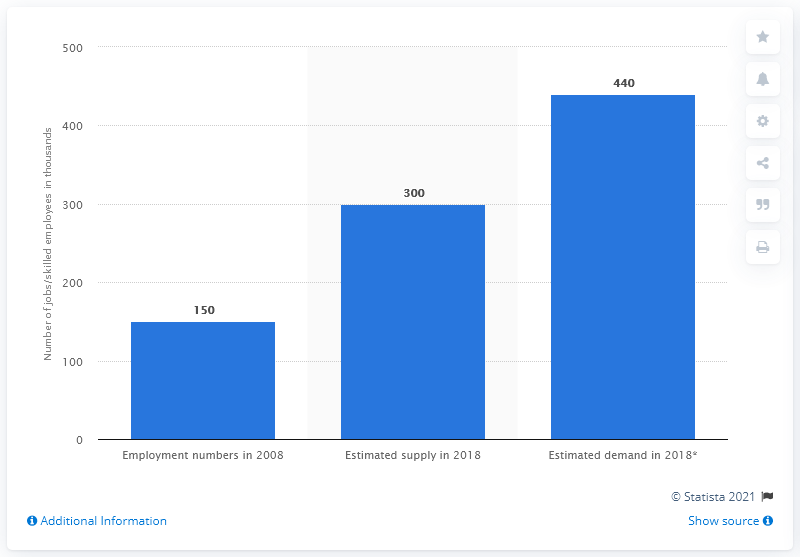 500
440
400
Number of jobs/skilled employees in thousands
300
300
200
150
100
0
Employment numbers in 2008
Estimated supply in 2018
Estimated demand in 2018*
© Statista 2021
Additional Information
Show source